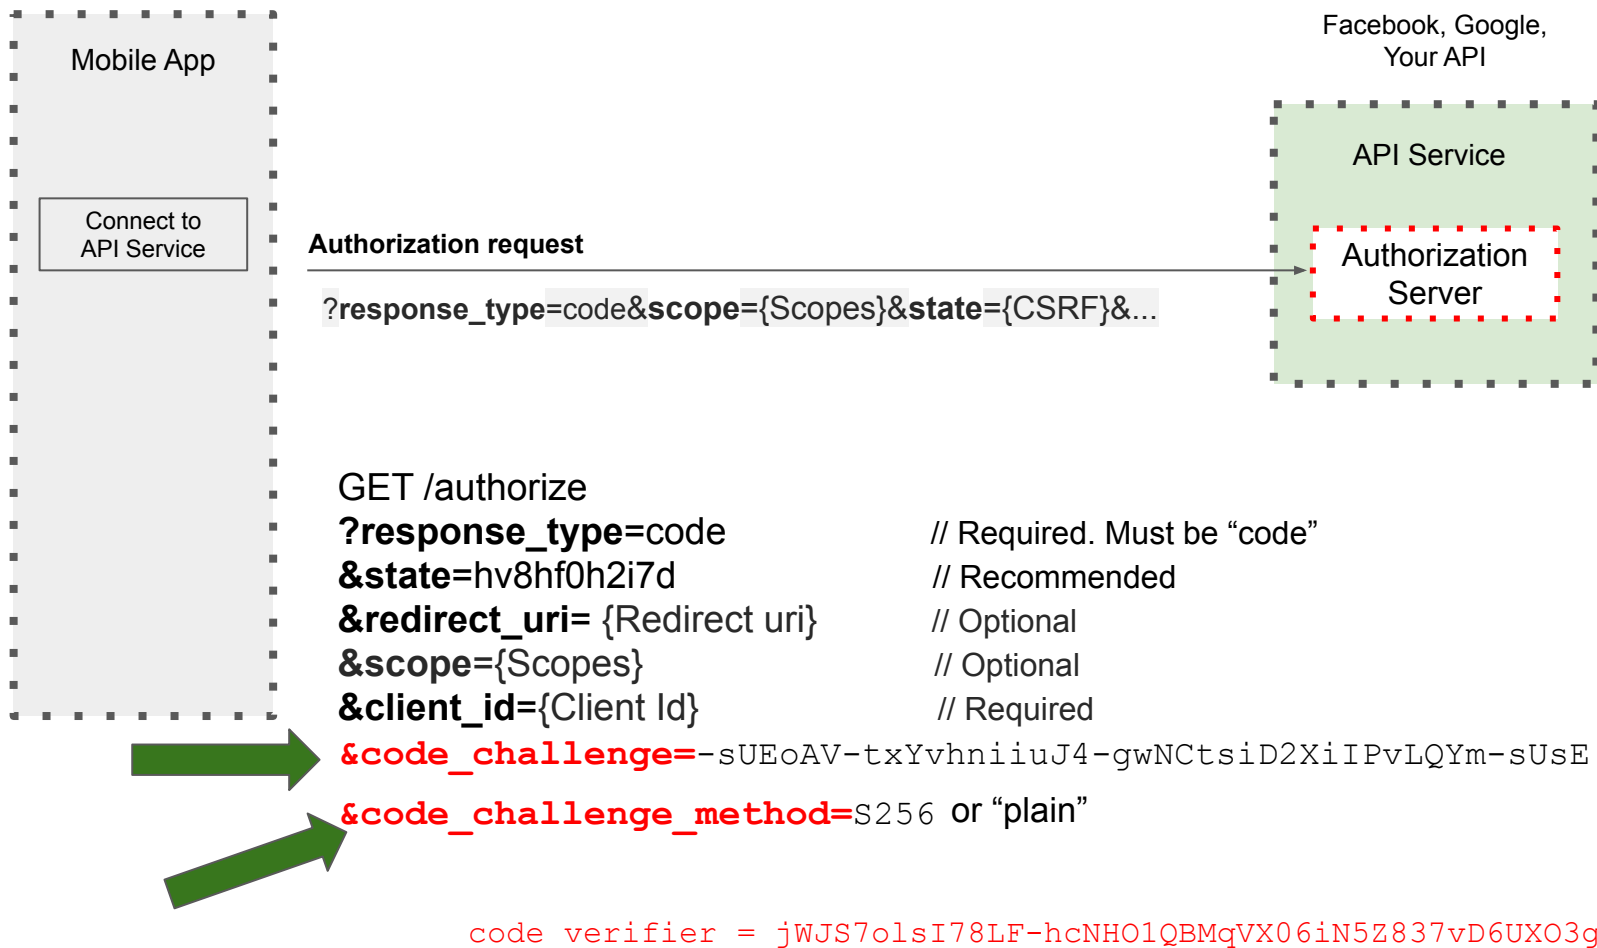 Facebook, Google,
Your API
Mobile App
API Service
Connect to
API Service
Authorization request
Authorization
Server
?response_type=code&scope={Scopes}&state={CSRF}&...
GET /authorize
?response_type=code // Required. Must be “code”
&state=hv8hf0h2i7d // Recommended
&redirect_uri= {Redirect uri} // Optional
&scope={Scopes} // Optional
&client_id={Client Id} // Required
&code_challenge=-sUEoAV-txYvhniiuJ4-gwNCtsiD2XiIPvLQYm-sUsE
&code_challenge_method=S256 or “plain”
code verifier = jWJS7olsI78LF-hcNHO1QBMqVX06iN5Z837vD6UXO3g